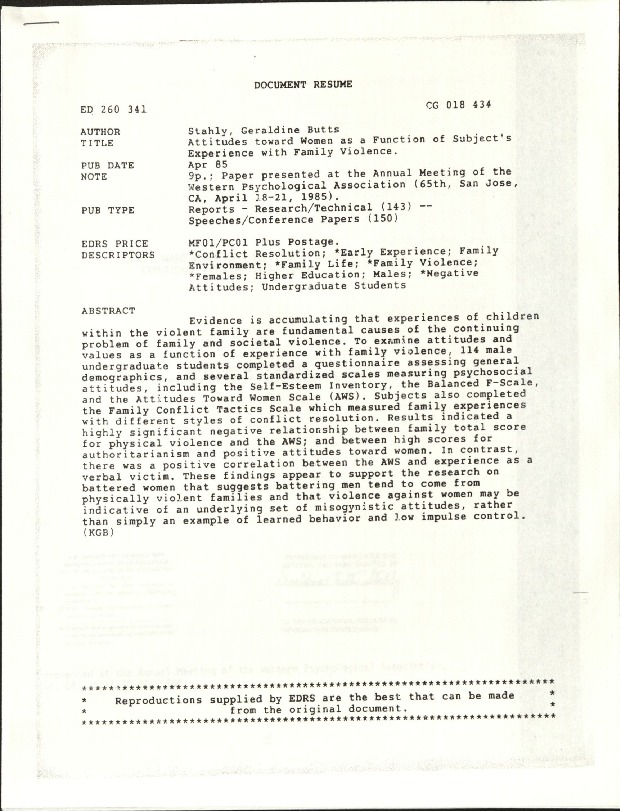 DOCUMENT RESUME
ED 260 341 CG 018 434
AUTHOR Stahly, Geraldine Butts
TITLE Attitudes toward Women as a Function of Subject's
Experience with Family Violence.
PUB DATE Apr 85
NOTE 9p.; Paper presented at the Annual Meeting of the
Western Psychological Association (65th, San Jose,
CA, April 18-21, 1985).
PUB TYPE Reports - Research/Technical (143) --
Speeches/Conference Papers (150)
EDRS PRICE MF01/PC01 Plus Postage.
DESCRIPTORS *Conflict Resolution; *Early Experience; Family
Environment; *Family Life; *Family Violence;
*Females; Higher Education; Males; *Negative
Attitudes; Undergraduate Students
ABSTRACT
Evidence is accumulating that experiences of children
within the violent family are fundamental causes of the continuing
problem of family and societal violence. To examine attitudes and
values as a function of experience with family violence, 114 male
undergraduate students completed a questionnaire assessing general
demographics, and several standardized scales measuring psychosocial
attitudes, including the Self-Esteem Inventory, the Balanced F-Scale,
and the Attitudes Toward Women Scale (AWS). Subjects also completed
the Family Conflict Tactics Scale which measured family experiences
with different styles of conflict resolution. Results indicated a
highly significant negative relationship between family total score
for physical violence and the AWS; and between high scores for
authoritarianism and positive attitudes toward women. In contrast,
there was a positive correlation between the AWS and experience as a
verbal victim. These findings appear to support the research on
battered women that suggests battering men tend to come from
physically violent families and that violence against women may be
indicative of an underlying set of misogynistic attitudes, rather
than simply an example of learned behavior and low impulse control.
(KGB)
***********************************************************************
* Reproductions supplied by EDRS are the best that can be made *
* from the original document. *
***********************************************************************